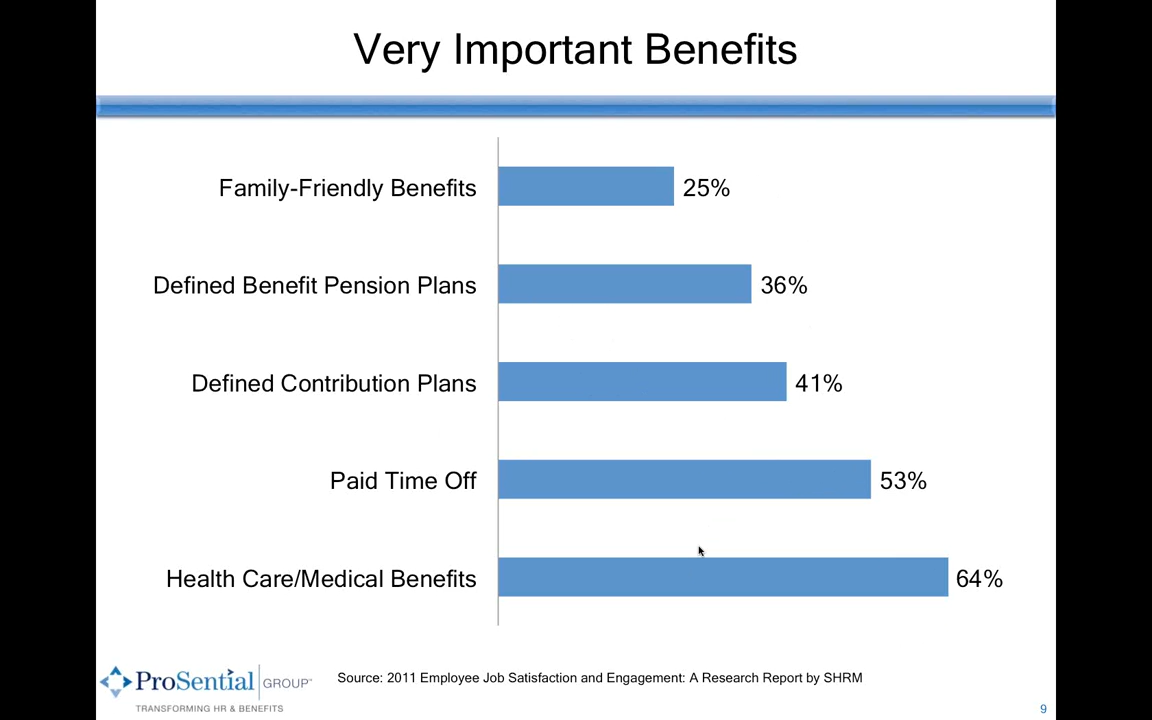 Very Important Benefits
Family-Friendly Benefits 25%
Defined Benefit Pension Plans 36%
Defined Contribution Plans 41%
Paid Time Off 53%
Health Care/Medical Benefits 64%
ProSential GROUP™
TRANSFORMING HR & BENEFITS
Source: 2011 Employee Job Satisfaction and Engagement: A Research Report by SHRM
9